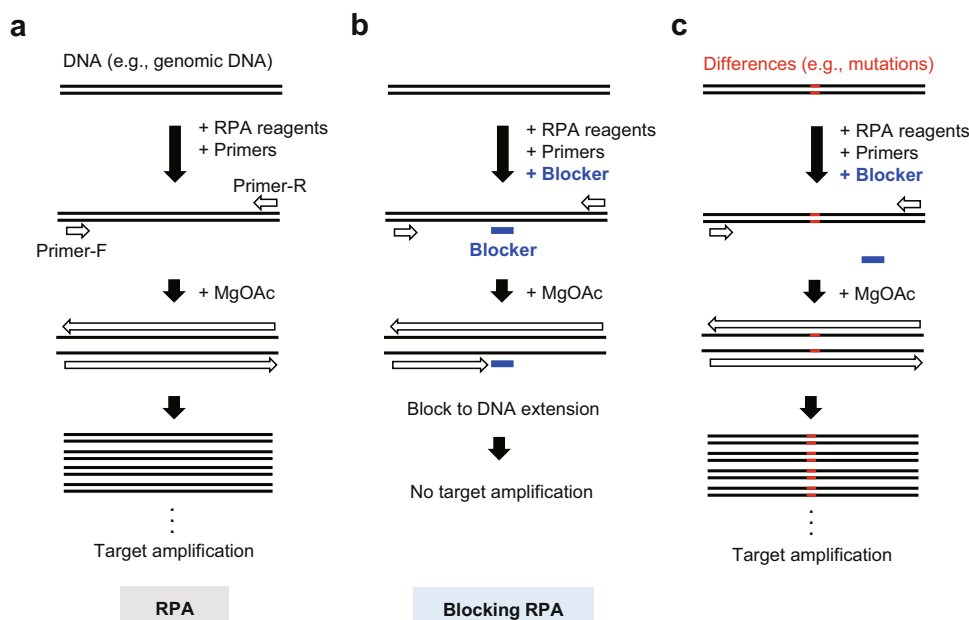 a
DNA (e.g., genomic DNA)
+ RPA reagents
+ Primers
Primer-R
Primer-F
+ MgOAc
Target amplification
RPA
b
+ RPA reagents
+ Primers
+ Blocker
Blocker
+ MgOAc
Block to DNA extension
No target amplification
Blocking RPA
c
Differences (e.g., mutations)
+ RPA reagents
+ Primers
+ Blocker
+ MgOAc
Target amplification